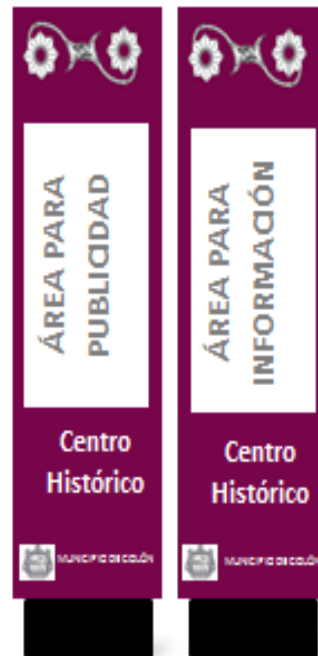 ÁREA PARA
PUBLICIDAD
Centro
Histórico
MUNICIPIO DE COLÓN
ÁREA PARA
INFORMACIÓN
Centro
Histórico
MUNICIPIO DE COLÓN